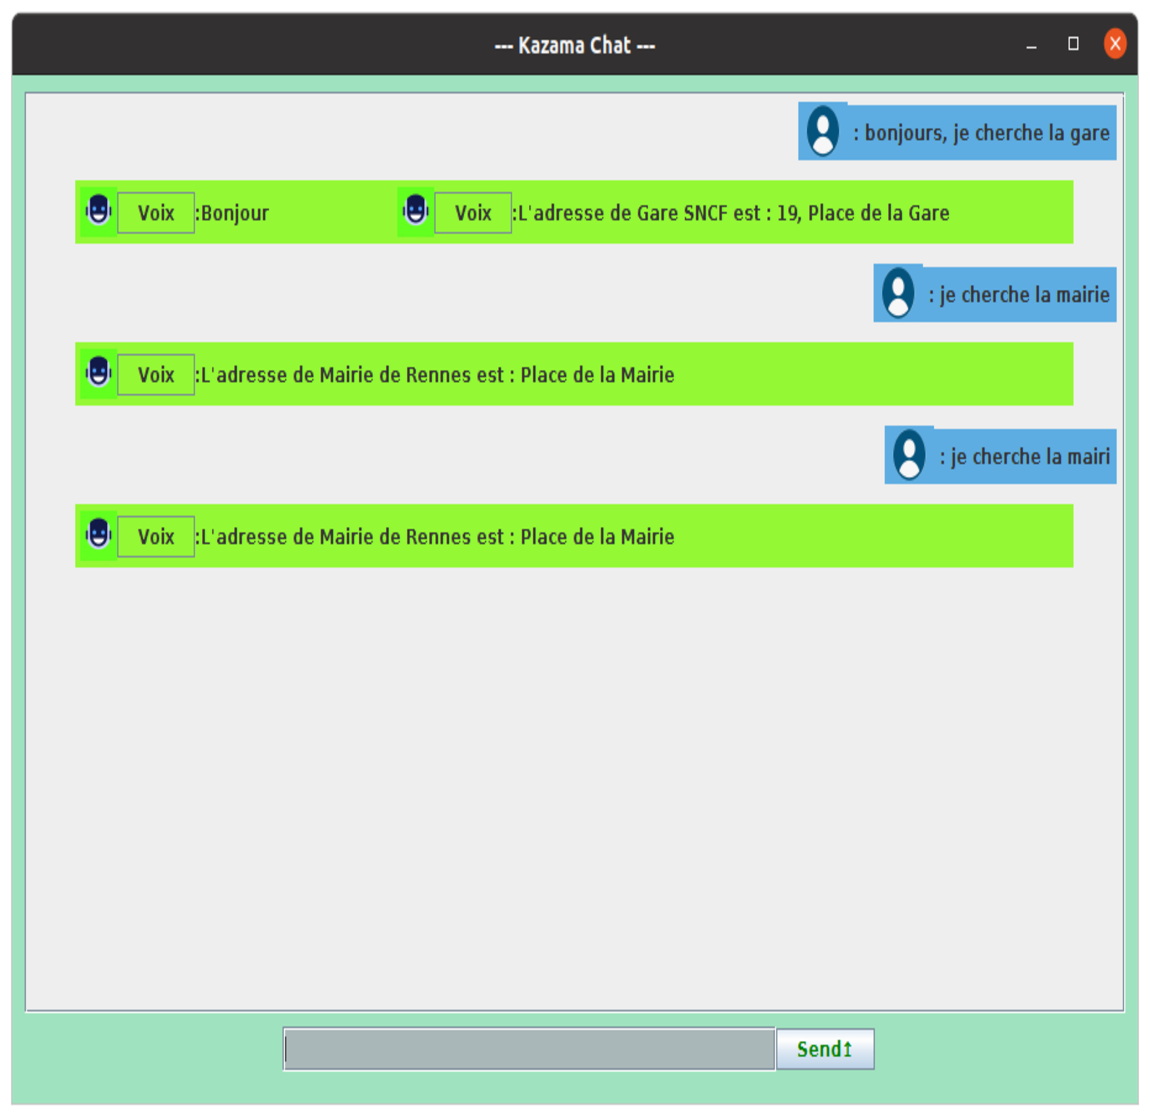 --- Kazama Chat ---
: bonjours, je cherche la gare
Voix :Bonjour Voix :L'adresse de Gare SNCF est : 19, Place de la Gare
: je cherche la mairie
Voix :L'adresse de Mairie de Rennes est : Place de la Mairie
: je cherche la mairi
Voix :L'adresse de Mairie de Rennes est : Place de la Mairie
Send↥